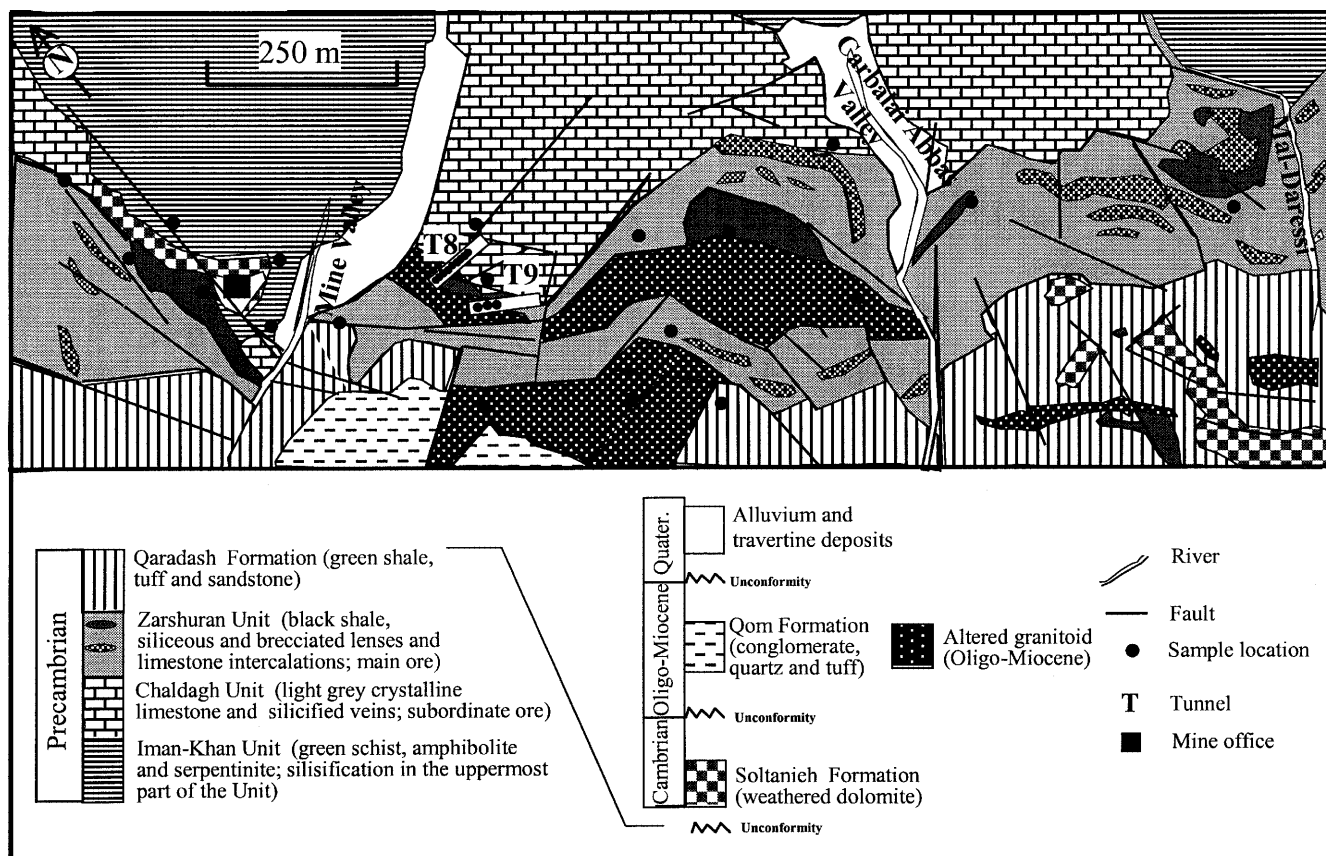 N
250 m
Mine Valley
T8
T9
Garbalai Abba
Valley
Yial-Daressi
Precambrian
Qaradash Formation (green shale,
tuff and sandstone)
Zarshuran Unit (black shale,
siliceous and brecciated lenses and
limestone intercalations; main ore)
Chaldagh Unit (light grey crystalline
limestone and silicified veins; subordinate ore)
Iman-Khan Unit (green schist, amphibolite
and serpentinite; silisification in the uppermost
part of the Unit)
Quater.
Oligo-Miocene
Cambrian
Alluvium and
travertine deposits
Unconformity
Qom Formation
(conglomerate,
quartz and tuff)
Unconformity
Soltanieh Formation
(weathered dolomite)
Unconformity
Altered granitoid
(Oligo-Miocene)
River
Fault
Sample location
T Tunnel
Mine office